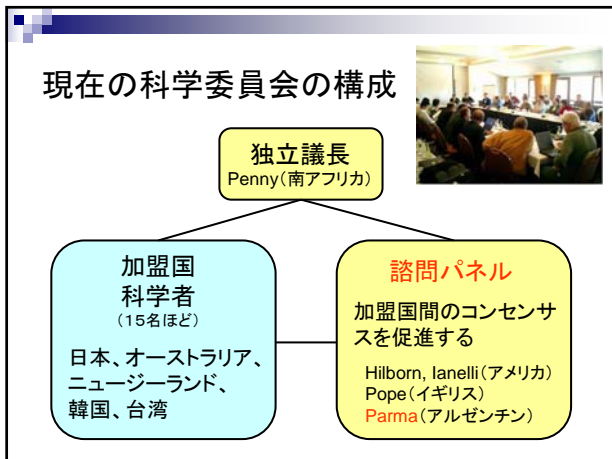 現在の科学委員会の構成
独立議長
Penny（南アフリカ）
加盟国
科学者
（15名ほど）
日本、オーストラリア、
ニュージーランド、
韓国、台湾
諮問パネル
加盟国間のコンセンサ
スを促進する
Hilborn, Ianelli（アメリカ）
Pope（イギリス）
Parma（アルゼンチン）